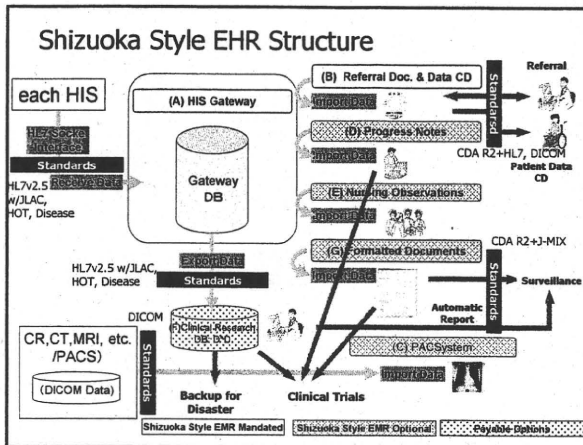 Shizuoka Style EHR Structure
each HIS
HL7 Socket
Interface
Standards
Receive Data
HL7v2.5
w/JLAC,
HOT, Disease
(A) HIS Gateway
Gateway
DB
Export Data
HL7v2.5 w/JLAC,
HOT, Disease
Standards
(B) Referral Doc. & Data CD
Import Data
(D) Progress Notes
Import Data
(E) Nursing Observations
Import Data
(G) Formatted Documents
Import Data
Standarsd
Referral
CDA R2+HL7, DICOM
Patient Data
CD
CDA R2+J-MIX
Standards
Surveillance
Automatic
Report
(C) PACSystem
Import Data
DICOM
(F)Clinical Research
CR,CT,MRI, etc.
/PACS)
(DICOM Data)
Standards
Backup for
Disaster
Clinical Trials
Shizuoka Style EMR Mandated
Shizuoka Style EMR Optional
Payable Options